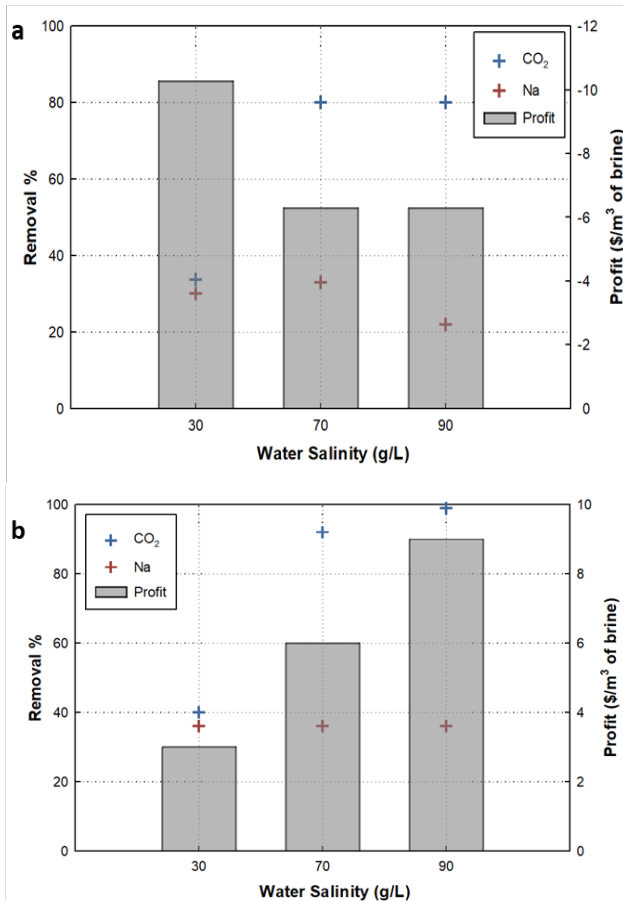 a
100
80
60
40
20
0
Removal %
CO₂
Na
Profit
-12
-10
-8
-6
-4
-2
0
Profit ($/m³ of brine)
30 70 90
Water Salinity (g/L)
b
100
80
60
40
20
0
Removal %
CO₂
Na
Profit
10
8
6
4
2
0
Profit ($/m³ of brine)
30 70 90
Water Salinity (g/L)